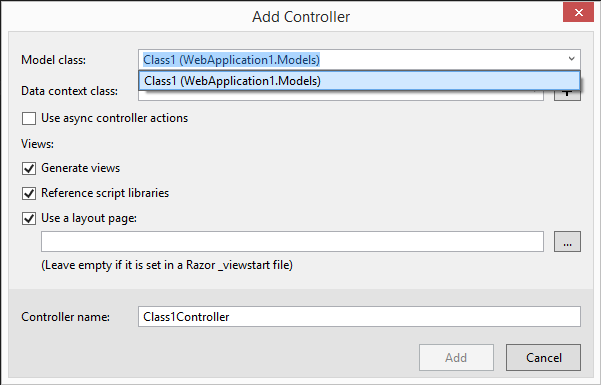 Add Controller
Model class:
Class1 (WebApplication1.Models)
Class1 (WebApplication1.Models)
Data context class:
Use async controller actions
Views:
Generate views
Reference script libraries
Use a layout page:
...
(Leave empty if it is set in a Razor _viewstart file)
Controller name:
Class1Controller
Add
Cancel